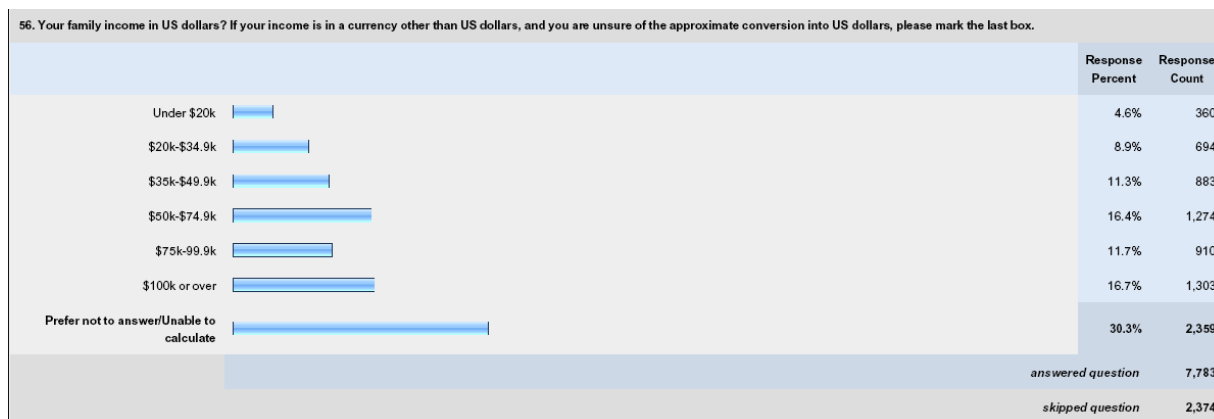 56. Your family income in US dollars? If your income is in a currency other than US dollars, and you are unsure of the approximate conversion into US dollars, please mark the last box.
Response Percent Response Count
Under $20k 4.6% 360
$20k-$34.9k 8.9% 694
$35k-$49.9k 11.3% 883
$50k-$74.9k 16.4% 1,274
$75k-99.9k 11.7% 910
$100k or over 16.7% 1,303
Prefer not to answer/Unable to calculate 30.3% 2,359
answered question 7,783
skipped question 2,374